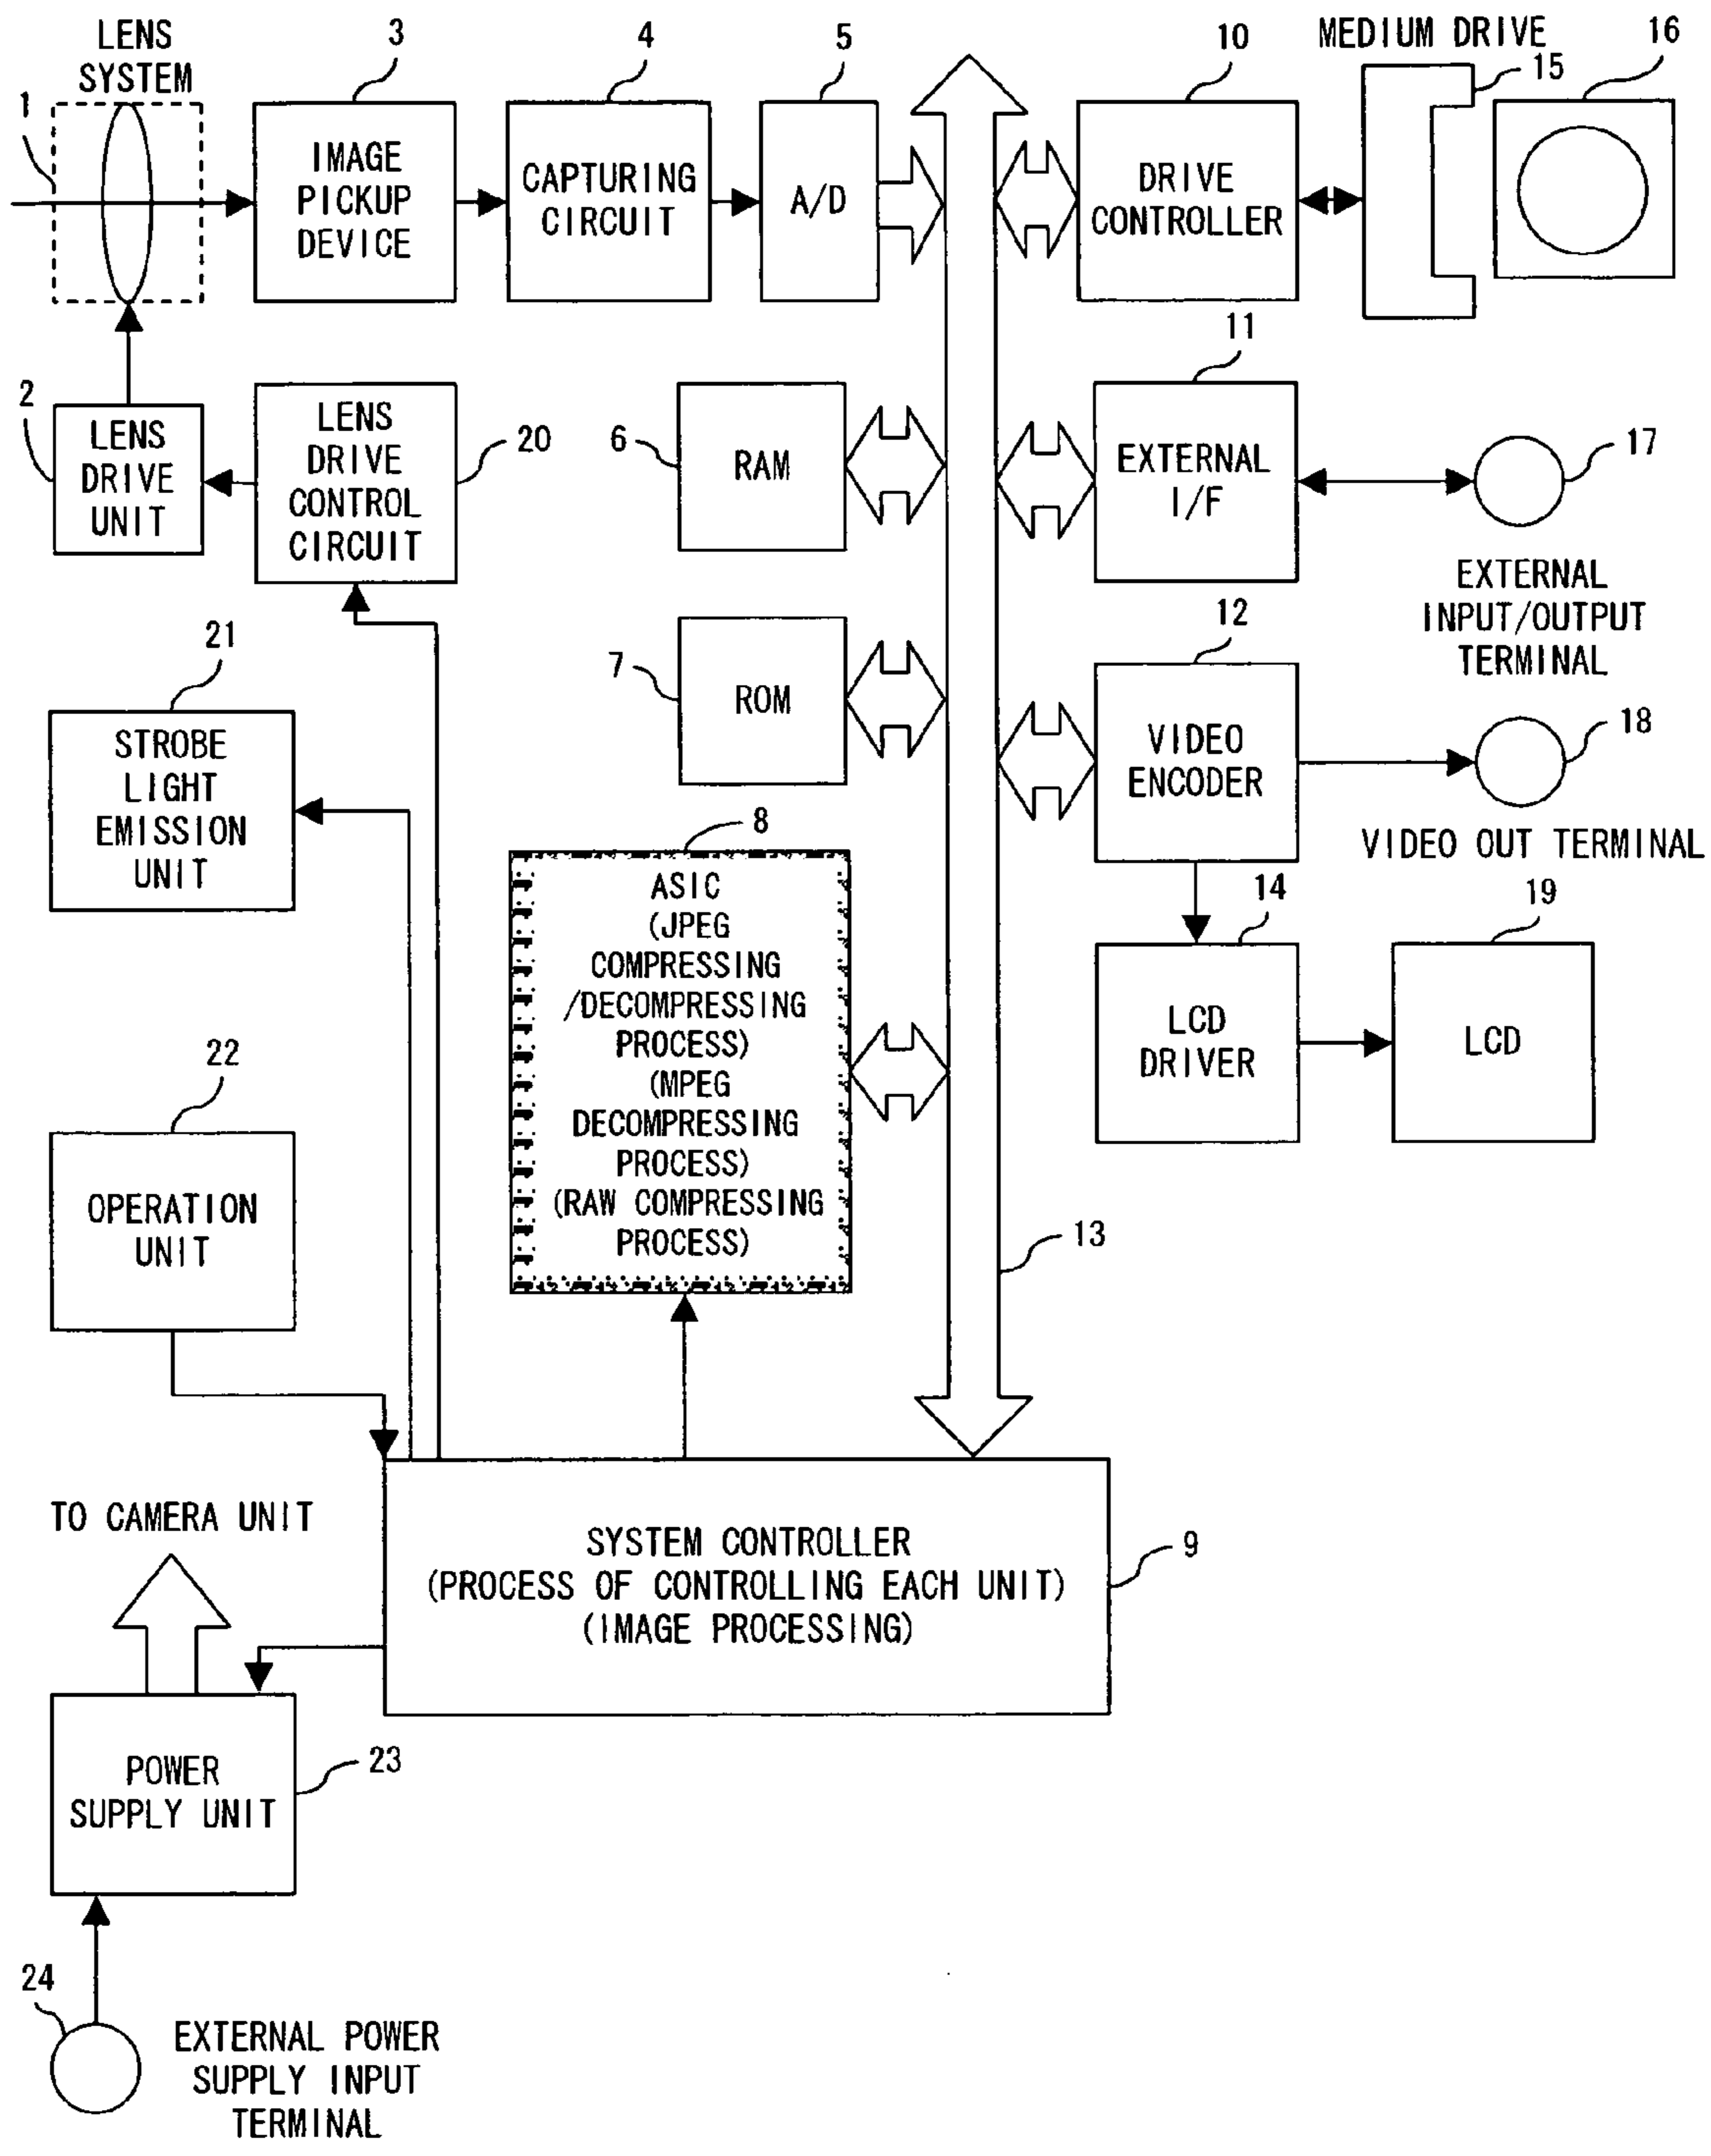 LENS
SYSTEM
1
3
IMAGE
PICKUP
DEVICE
4
CAPTURING
CIRCUIT
5
A/D
10
DRIVE
CONTROLLER
MEDIUM DRIVE
15
16
2
LENS
DRIVE
UNIT
LENS
DRIVE
CONTROL
CIRCUIT
20
6
RAM
11
EXTERNAL
I/F
17
EXTERNAL
INPUT/OUTPUT
TERMINAL
21
STROBE
LIGHT
EMISSION
UNIT
7
ROM
12
VIDEO
ENCODER
18
VIDEO OUT TERMINAL
8
ASIC
(JPEG
COMPRESSING
/DECOMPRESSING
PROCESS)
(MPEG
DECOMPRESSING
PROCESS)
(RAW COMPRESSING
PROCESS)
14
LCD
DRIVER
19
LCD
22
OPERATION
UNIT
13
TO CAMERA UNIT
SYSTEM CONTROLLER
(PROCESS OF CONTROLLING EACH UNIT)
(IMAGE PROCESSING)
9
POWER
SUPPLY UNIT
23
24
EXTERNAL POWER
SUPPLY INPUT
TERMINAL